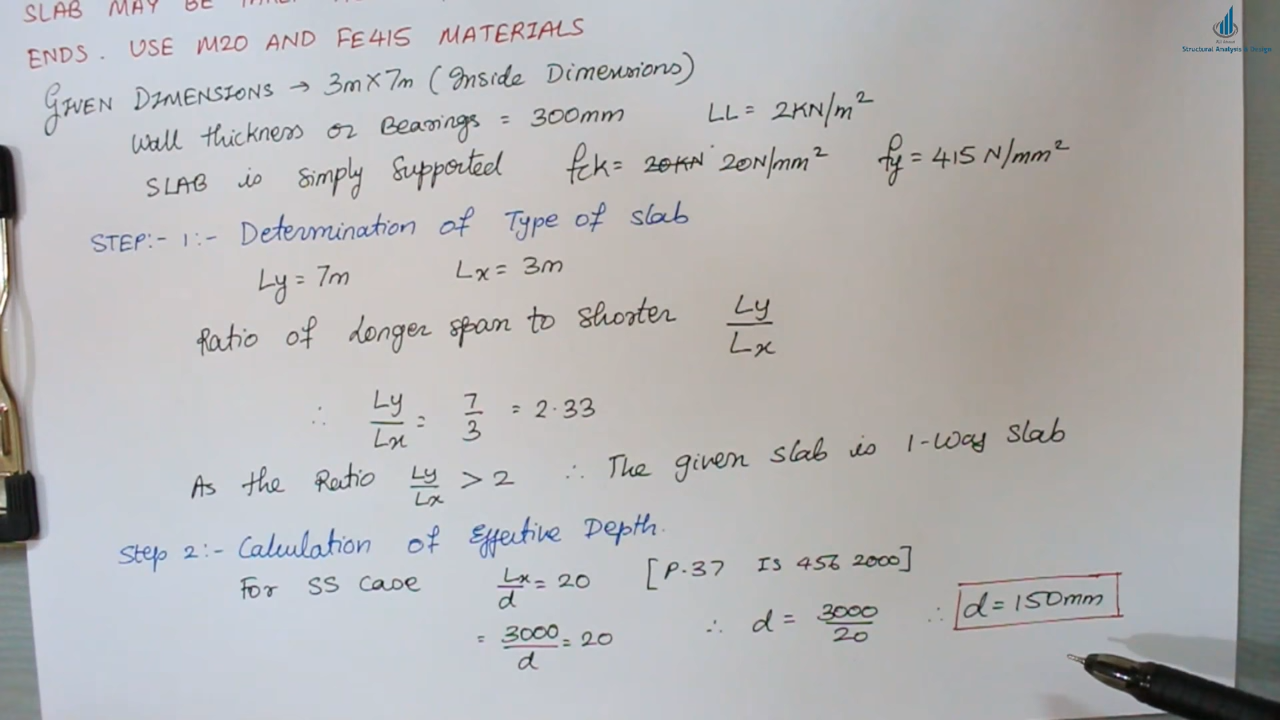 SLAB MAY BE
ENDS. USE M20 AND FE415 MATERIALS
GIVEN DIMENSIONS → 3m×7m (Inside Dimensions)
Wall thickness or Bearings = 300mm LL = 2KN/m²
SLAB is Simply Supported fck = 20KN 20N/mm² fy = 415 N/mm²
STEP:- 1:- Determination of Type of slab
Ly = 7m Lx = 3m
Ratio of Longer span to shorter Ly/Lx
∴ Ly/Lx = 7/3 = 2.33
As the Ratio Ly/Lx > 2 ∴ The given slab is 1-way slab
Step 2:- Calculation of Effective Depth.
For SS case Lx/d = 20 [P.37 IS 456 2000]
= 3000/d = 20 ∴ d = 3000/20 ∴ d = 150mm
Structural Analysis & Design